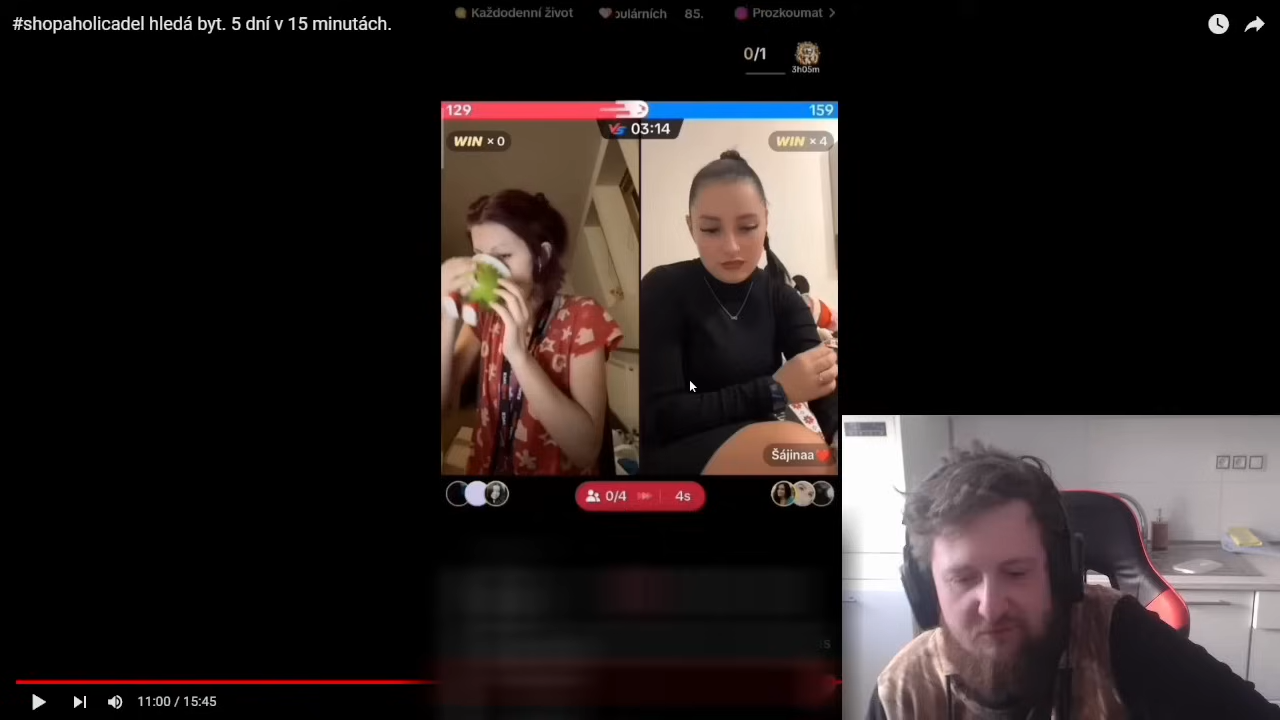 #shopaholicadel hledá byt. 5 dní v 15 minutách.
Každodenní život
pulárních 85.
Prozkoumat
0/1
3h05m
129
159
VS 03:14
WIN × 0
WIN × 4
Šájinaa
0/4
4s
11:00 / 15:45